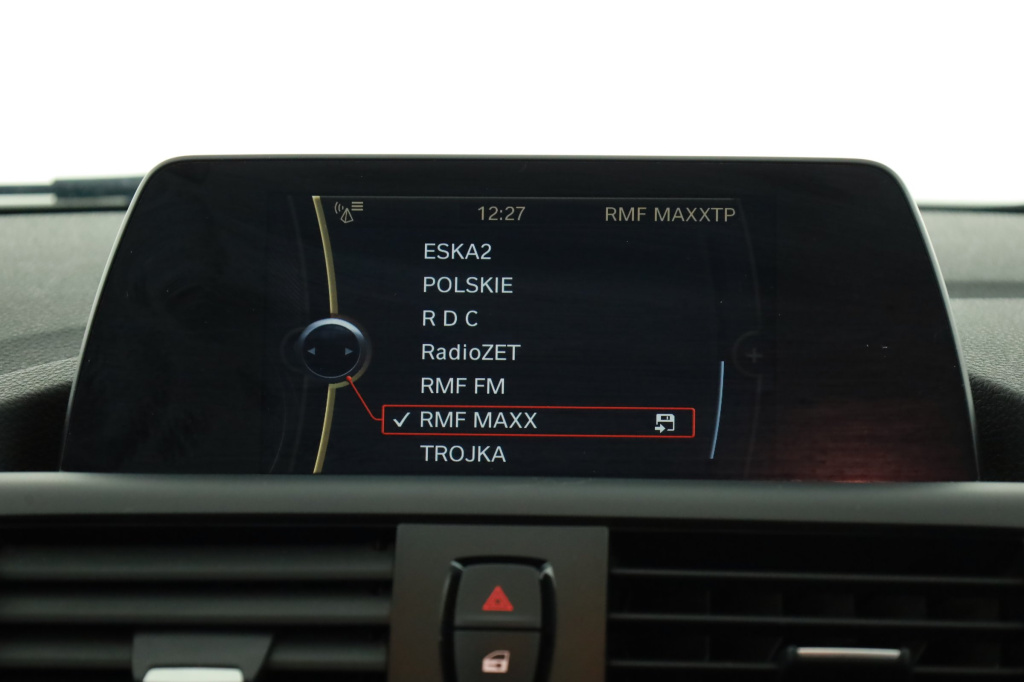 12:27 RMF MAXXTP
ESKA2
POLSKIE
R D C
RadioZET
RMF FM
✓ RMF MAXX
TROJKA